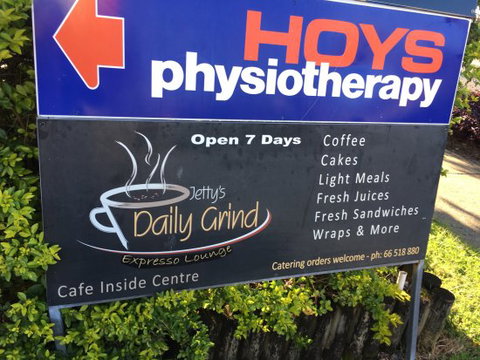 HOYS
physiotherapy
Open 7 Days
Coffee
Cakes
Light Meals
Fresh Juices
Fresh Sandwiches
Wraps & More
Jetty's
Daily Grind
Expresso Lounge
Catering orders welcome - ph: 66 518 880
Cafe Inside Centre